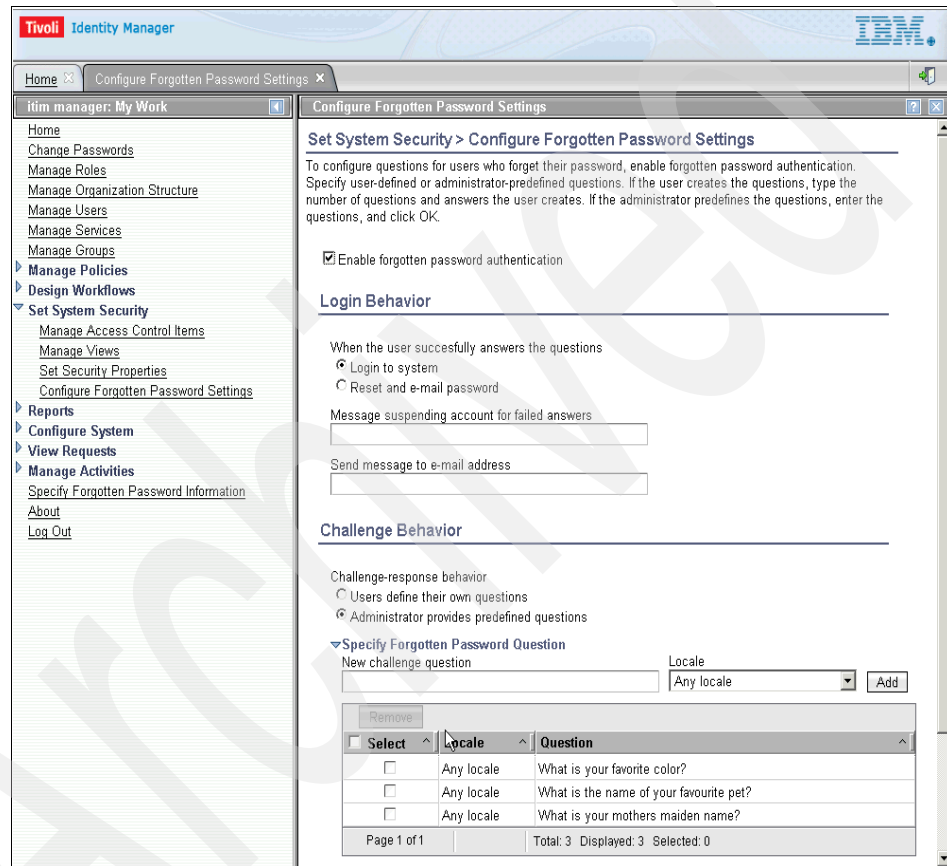 Tivoli Identity Manager
IBM.
Home
Configure Forgotten Password Settings
itim manager: My Work
Home
Change Passwords
Manage Roles
Manage Organization Structure
Manage Users
Manage Services
Manage Groups
Manage Policies
Design Workflows
Set System Security
Manage Access Control Items
Manage Views
Set Security Properties
Configure Forgotten Password Settings
Reports
Configure System
View Requests
Manage Activities
Specify Forgotten Password Information
About
Log Out
Configure Forgotten Password Settings
Set System Security > Configure Forgotten Password Settings
To configure questions for users who forget their password, enable forgotten password authentication.
Specify user-defined or administrator-predefined questions. If the user creates the questions, type the
number of questions and answers the user creates. If the administrator predefines the questions, enter the
questions, and click OK.
Enable forgotten password authentication
Login Behavior
When the user succesfully answers the questions
Login to system
Reset and e-mail password
Message suspending account for failed answers
Send message to e-mail address
Challenge Behavior
Challenge-response behavior
Users define their own questions
Administrator provides predefined questions
Specify Forgotten Password Question
New challenge question
Locale
Any locale
Add
Remove
Select Locale Question
Any locale What is your favorite color?
Any locale What is the name of your favourite pet?
Any locale What is your mothers maiden name?
Page 1 of 1 Total: 3 Displayed: 3 Selected: 0
Archived